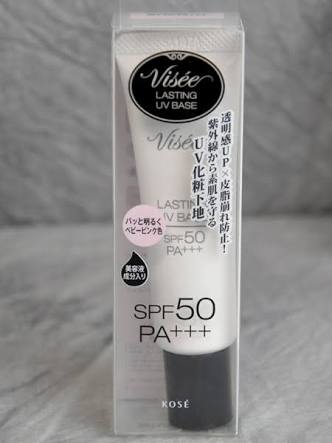 Visée
LASTING
UV BASE
透明感UP×皮脂崩れ防止!
紫外線から素肌を守る
UV化粧下地
Visée
LASTING
UV BASE
SPF50
PA+++
パッと明るく
ベビーピンク色
美容液
成分入り
SPF50
PA+++
KOSÉ